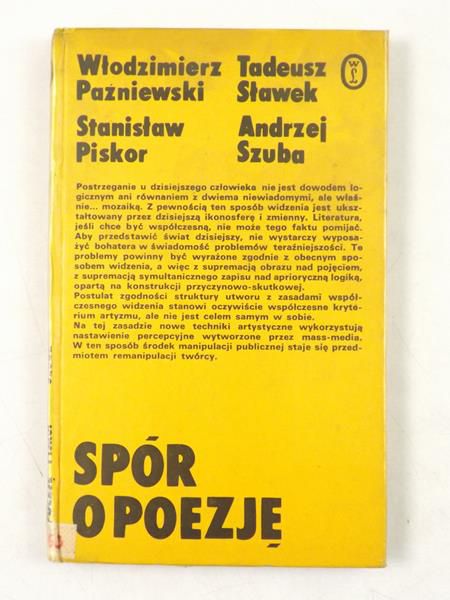 Włodzimierz Paźniewski
Tadeusz Sławek
Stanisław Piskor
Andrzej Szuba
WL
Postrzeganie u dzisiejszego człowieka nie jest dowodem lo-
gicznym ani równaniem z dwiema niewiadomymi, ale właś-
nie... mozaiką. Z pewnością ten sposób widzenia jest ukszt-
tałtowany przez dzisiejszą ikonosferę i zmienny. Literatura,
jeśli chce być współczesną, nie może tego faktu pomijać.
Aby przedstawić świat dzisiejszy, nie wystarczy wyposa-
żyć bohatera w świadomość problemów teraźniejszości. Te
problemy powinny być wyrażone zgodnie z obecnym spo-
sobem widzenia, a więc z supremacją obrazu nad pojęciem,
z supremacją symultanicznego zapisu nad aprioryczną logiką,
opartą na konstrukcji przyczynowo-skutkowej.
Postulat zgodności struktury utworu z zasadami współ-
czesnego widzenia stanowi oczywiście współczesne kryte-
rium artyzmu, ale nie jest celem samym w sobie.
Na tej zasadzie nowe techniki artystyczne wykorzystują
nastawienie percepcyjne wytworzone przez mass-media.
W ten sposób środek manipulacji publicznej staje się przed-
miotem remanipulacji twórcy.
SPÓR
O POEZJĘ